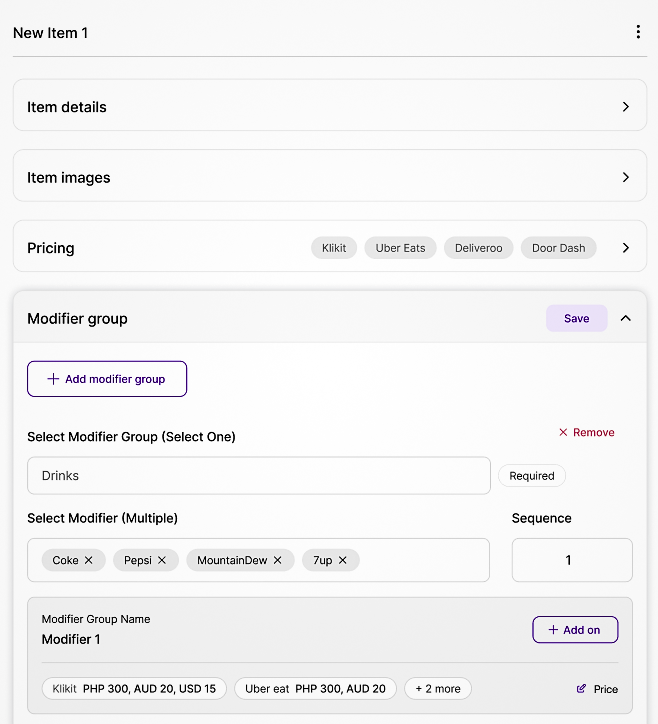 New Item 1
Item details
Item images
Pricing Klikit Uber Eats Deliveroo Door Dash
Modifier group Save
Add modifier group
Select Modifier Group (Select One) Remove
Drinks Required
Select Modifier (Multiple) Sequence
Coke Pepsi MountainDew 7up 1
Modifier Group Name
Modifier 1 + Add on
Klikit PHP 300, AUD 20, USD 15 Uber eat PHP 300, AUD 20 + 2 more Price